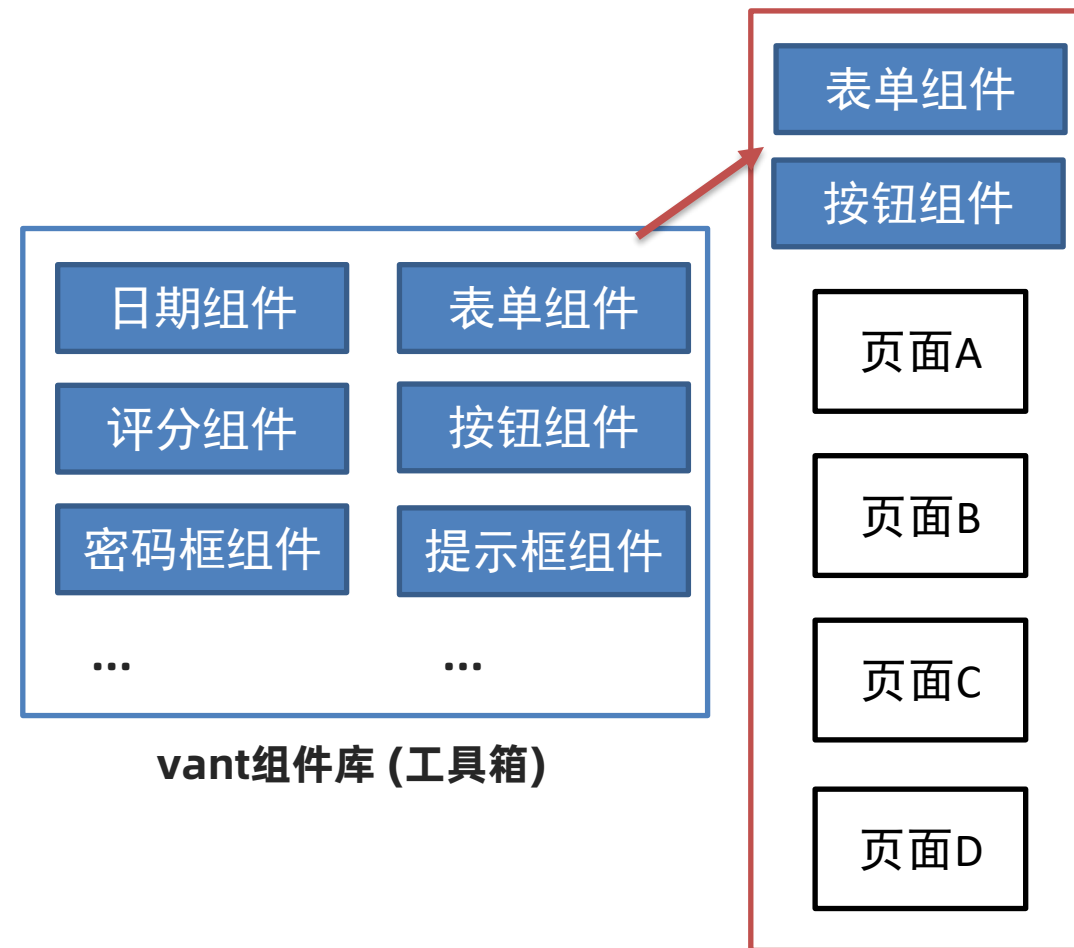 表单组件
按钮组件
日期组件
表单组件
评分组件
按钮组件
密码框组件
提示框组件
...
...
vant组件库 (工具箱)
页面A
页面B
页面C
页面D